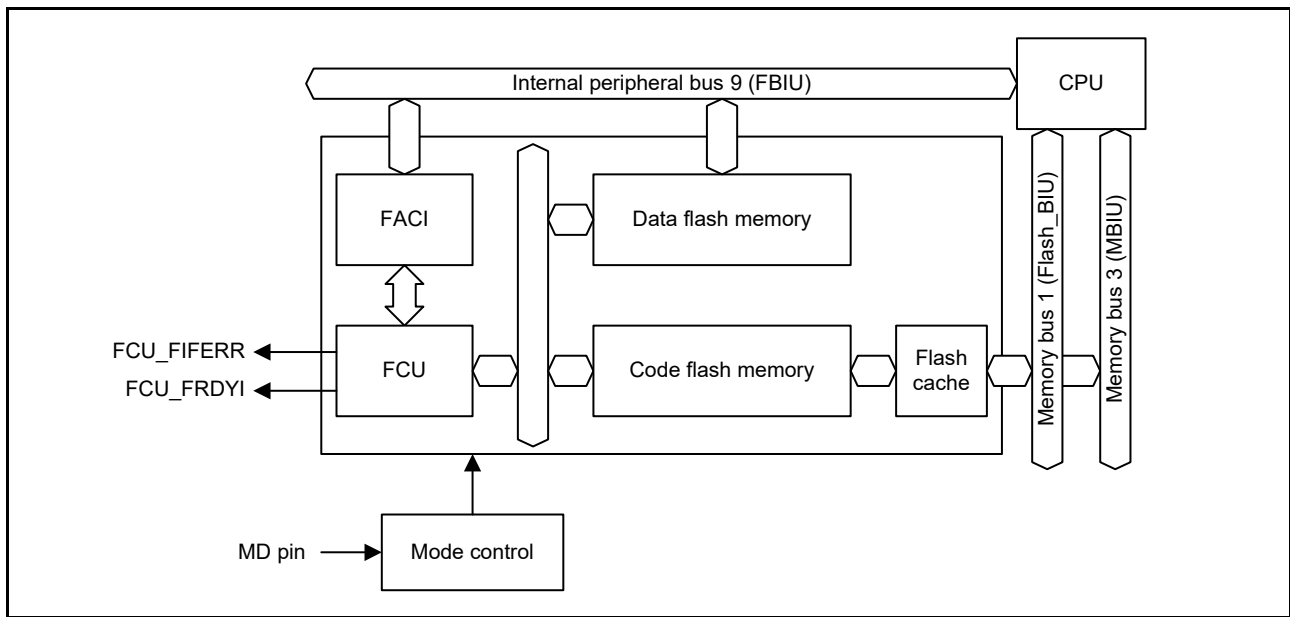 Internal peripheral bus 9 (FBIU)
CPU
FACI
Data flash memory
Memory bus 1 (Flash_BIU)
Memory bus 3 (MBIU)
FCU_FIFERR
FCU_FRDYI
FCU
Code flash memory
Flash
cache
MD pin
Mode control